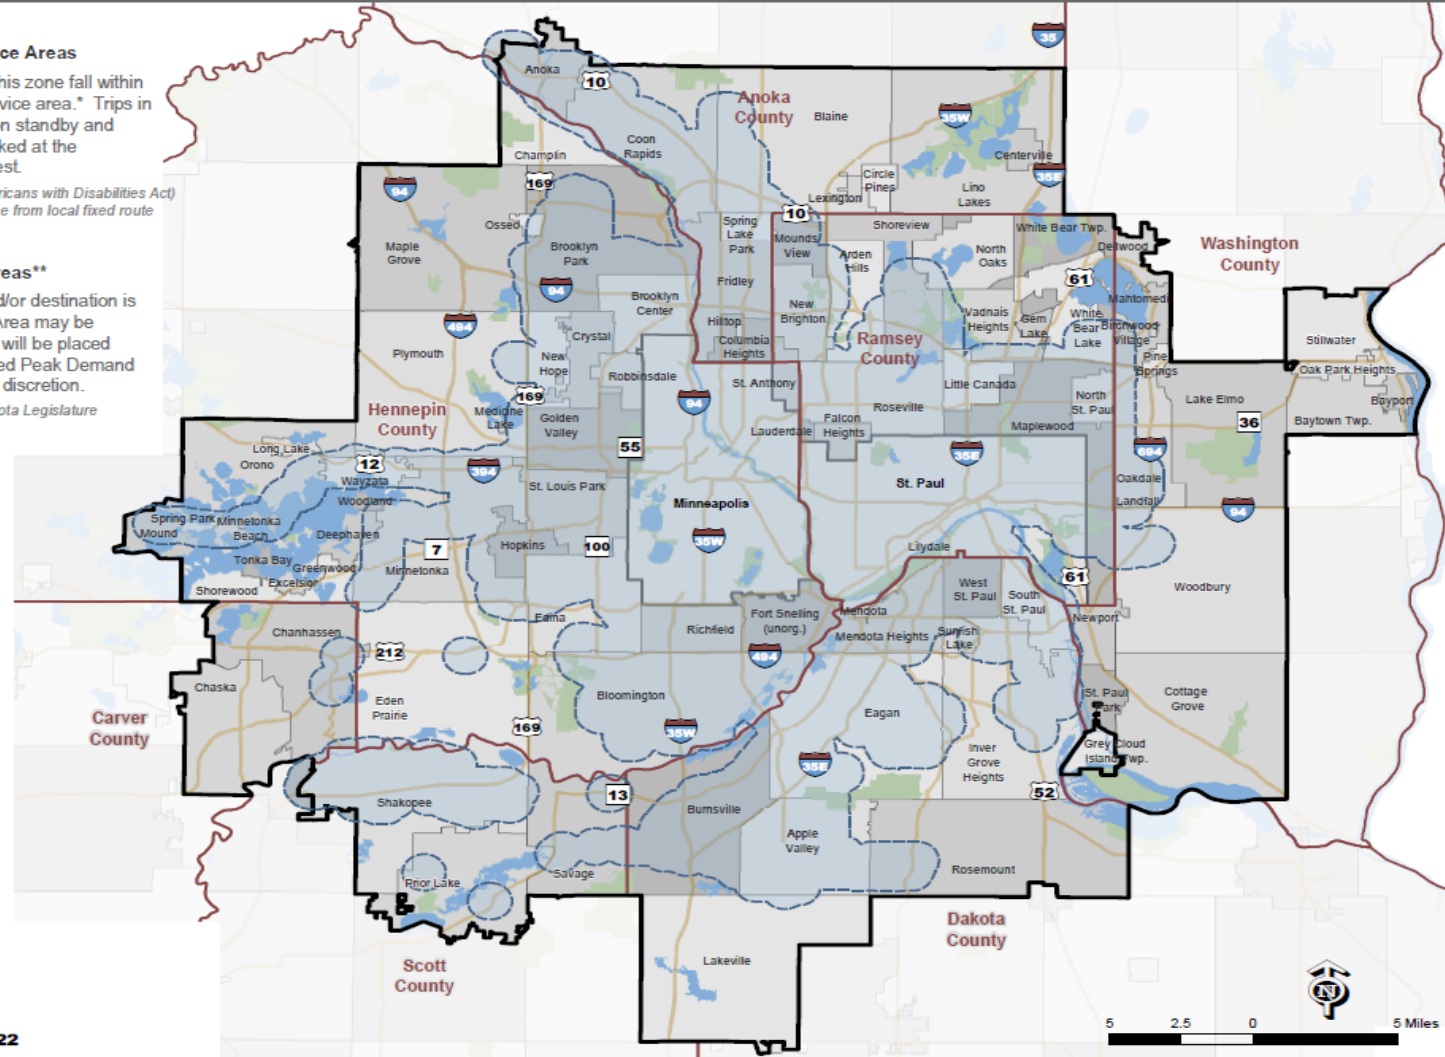 ce Areas
his zone fall within
vice area.* Trips in
n standby and
ked at the
est.
ricans with Disabilities Act)
e from local fixed route
reas**
d/or destination is
Area may be
will be placed
ed Peak Demand
discretion.
ota Legislature
22
35
Anoka
10
Anoka
County
Blaine
35W
Coon
Rapids
Champlin
Centerville
169
94
Circle
Pines
35E
Lino
Lakes
Lexington
Ossed
Spring
Lake
Park
10
Shoreview
White Bear Twp.
Maple
Grove
Brooklyn
Park
Mounds
View
Arden
Hills
North
Oaks
Dellwood
Washington
County
94
Fridley
61
Brooklyn
Center
New
Brighton
Mahtomedi
494
Hilltop
Vadnais
Heights
Gem
Lake
White
Bear
Lake
Birchwood
Village
Crystal
Columbia
Heights
Ramsey
County
Stillwater
Plymouth
New
Hope
Pine
Springs
Robbinsdale
St. Anthony
Little Canada
Oak Park Heights
169
94
North
St. Paul
Lake Elmo
Bayport
Hennepin
County
Medicine
Lake
Golden
Valley
Roseville
Falcon
Heights
Lauderdale
Maplewood
36
Baytown Twp.
Long Lake
55
Orono
12
394
35E
694
Wayzata
St. Louis Park
St. Paul
Oakdale
Woodland
Minneapolis
Landfall
94
Spring Park
Minnetonka
Beach
Mound
Deephaven
35W
7
Hopkins
100
Lilydale
Tonka Bay
Greenwood
Minnetonka
Excelsior
61
Shorewood
West
St. Paul
South
St. Paul
Woodbury
Edina
Fort Snelling
(unorg.)
Mendota
Newport
Chanhassen
Richfield
Mendota Heights
Sunfish
Lake
212
494
Chaska
Bloomington
St. Paul
Park
Cottage
Grove
Eden
Prairie
Eagan
Carver
County
169
35W
Inver
Grove
Heights
Grey Cloud
Island Twp.
35E
13
52
Shakopee
Burnsville
Apple
Valley
Savage
Rosemount
Prior Lake
Dakota
County
Scott
County
Lakeville
N
5 2.5 0 5 Miles